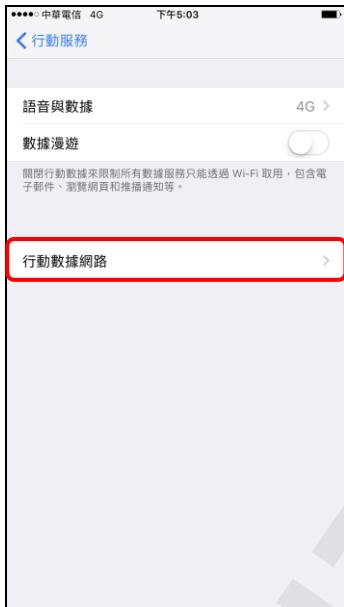 中華電信 4G 下午5:03
行動服務
語音與數據 4G
數據漫遊
關閉行動數據來限制所有數據服務只能透過 Wi-Fi 取用，包含電
子郵件、瀏覽網頁和推播通知等。
行動數據網路